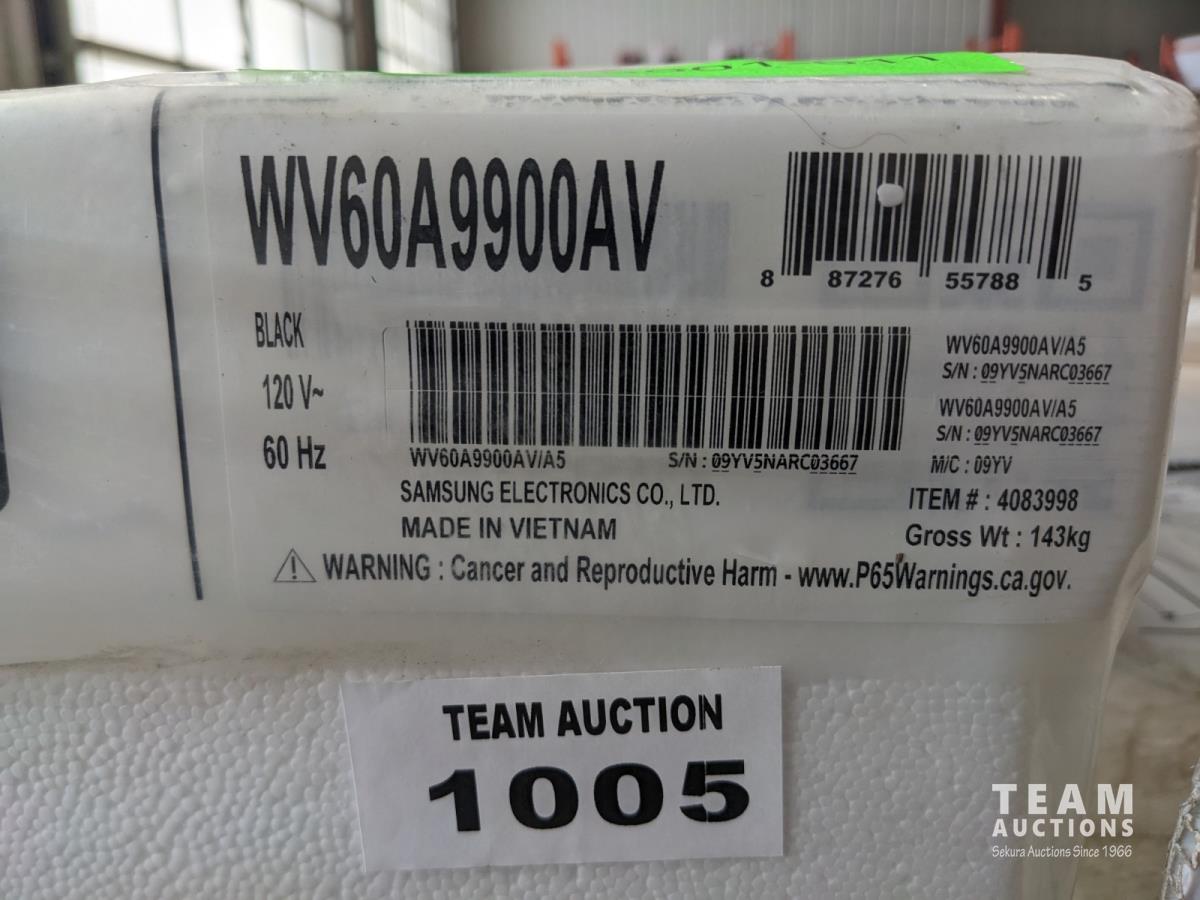 WV60A9900AV
8 87276 55788 5
BLACK
120 V~
60 Hz
WV60A9900AV/A5 S/N : 09YV5NARC03667
WV60A9900AV/A5
S/N : 09YV5NARC03667
WV60A9900AV/A5
S/N : 09YV5NARC03667
M/C : 09YV
SAMSUNG ELECTRONICS CO., LTD.
MADE IN VIETNAM
ITEM # : 4083998
Gross Wt : 143kg
⚠ WARNING : Cancer and Reproductive Harm - www.P65Warnings.ca.gov.
TEAM AUCTION
1005
TEAM
AUCTIONS
Sekura Auctions Since 1966